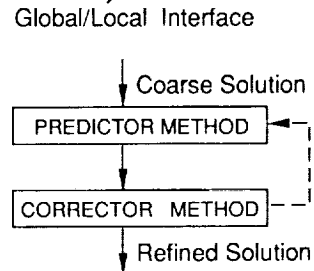 Global/Local Interface
Coarse Solution
PREDICTOR METHOD
CORRECTOR METHOD
Refined Solution